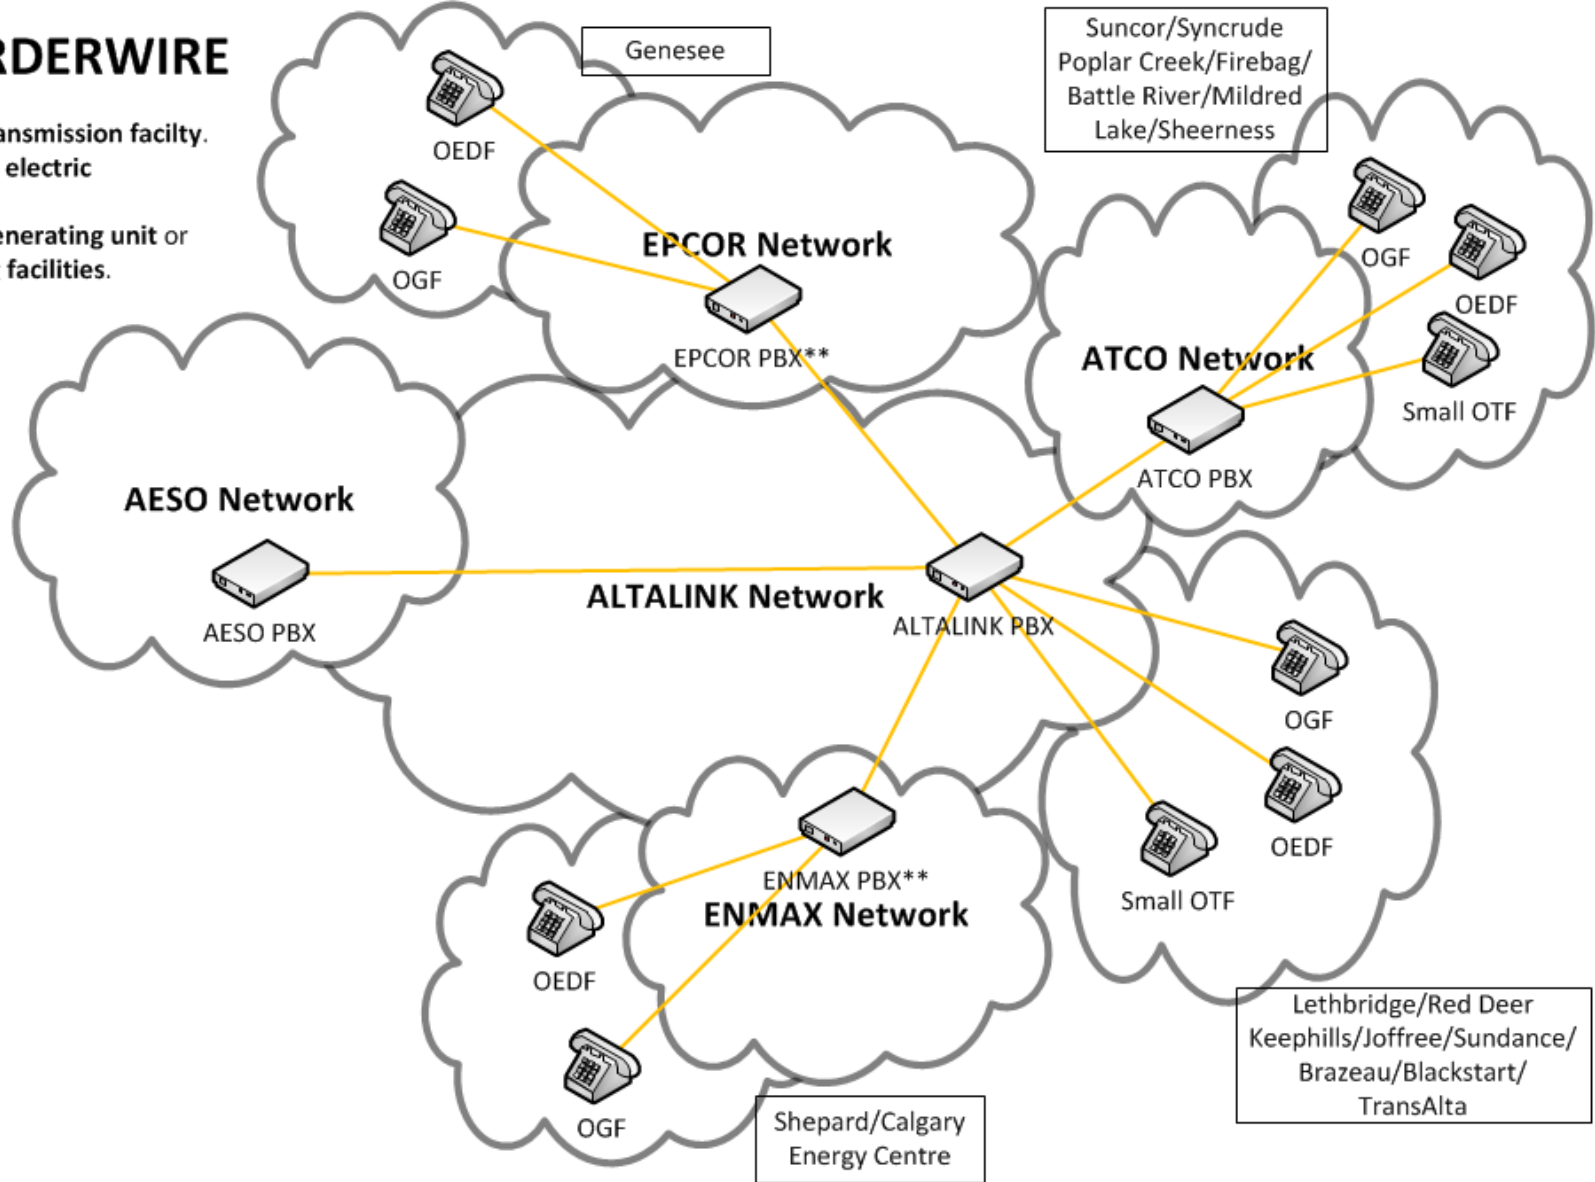 RDERWIRE
ansmission facilty.
electric
enerating unit or
facilities.
Genesee
Suncor/Syncrude
Poplar Creek/Firebag/
Battle River/Mildred
Lake/Sheerness
OEDF
OGF
EPCOR Network
EPCOR PBX**
OGF
OEDF
ATCO Network
Small OTF
ATCO PBX
AESO Network
AESO PBX
ALTALINK Network
ALTALINK PBX
OGF
OEDF
Small OTF
ENMAX PBX**
ENMAX Network
OEDF
OGF
Lethbridge/Red Deer
Keephills/Joffree/Sundance/
Brazeau/Blackstart/
TransAlta
Shepard/Calgary
Energy Centre